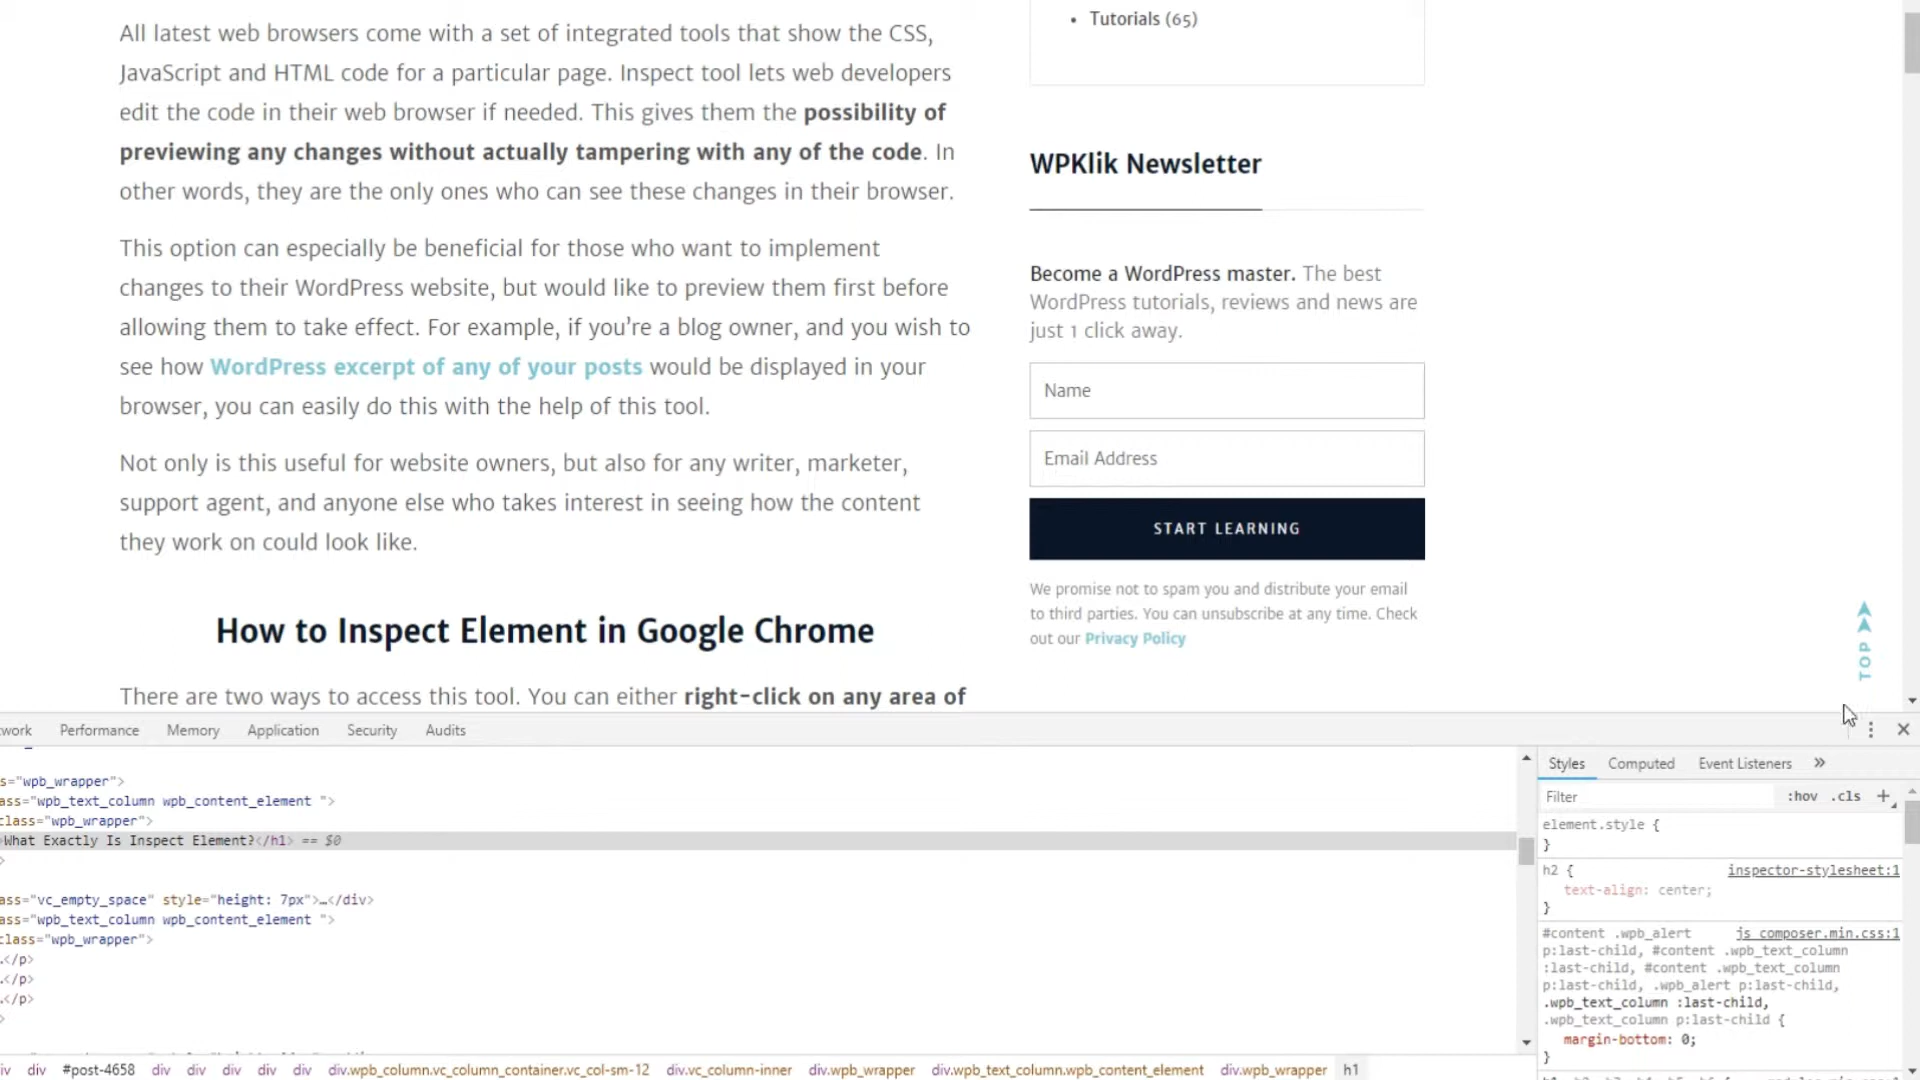 All latest web browsers come with a set of integrated tools that show the CSS,
JavaScript and HTML code for a particular page. Inspect tool lets web developers
edit the code in their web browser if needed. This gives them the possibility of
previewing any changes without actually tampering with any of the code. In
other words, they are the only ones who can see these changes in their browser.
This option can especially be beneficial for those who want to implement
changes to their WordPress website, but would like to preview them first before
allowing them to take effect. For example, if you’re a blog owner, and you wish to
see how WordPress excerpt of any of your posts would be displayed in your
browser, you can easily do this with the help of this tool.
Not only is this useful for website owners, but also for any writer, marketer,
support agent, and anyone else who takes interest in seeing how the content
they work on could look like.
How to Inspect Element in Google Chrome
There are two ways to access this tool. You can either right-click on any area of
• Tutorials (65)
WPKlik Newsletter
Become a WordPress master. The best
WordPress tutorials, reviews and news are
just 1 click away.
Name
Email Address
START LEARNING
We promise not to spam you and distribute your email
to third parties. You can unsubscribe at any time. Check
out our Privacy Policy
TOP
work Performance Memory Application Security Audits
s="wpb_wrapper">
ass="wpb_text_column wpb_content_element ">
class="wpb_wrapper">
>What Exactly Is Inspect Element?</h1> == $0
>
ass="vc_empty_space" style="height: 7px">…</div>
ass="wpb_text_column wpb_content_element ">
class="wpb_wrapper">
.</p>
.</p>
.</p>
>
iv div #post-4658 div div div div div div.wpb_column.vc_column_container.vc_col-sm-12 div.vc_column-inner div.wpb_wrapper div.wpb_text_column.wpb_content_element div.wpb_wrapper h1
Styles Computed Event Listeners »
Filter :hov .cls +
element.style {
}
h2 { inspector-stylesheet:1
text-align: center;
}
#content .wpb_alert js_composer.min.css:1
p:last-child, #content .wpb_text_column
:last-child, #content .wpb_text_column
p:last-child, .wpb_alert p:last-child,
.wpb_text_column :last-child,
.wpb_text_column p:last-child {
margin-bottom: 0;
}